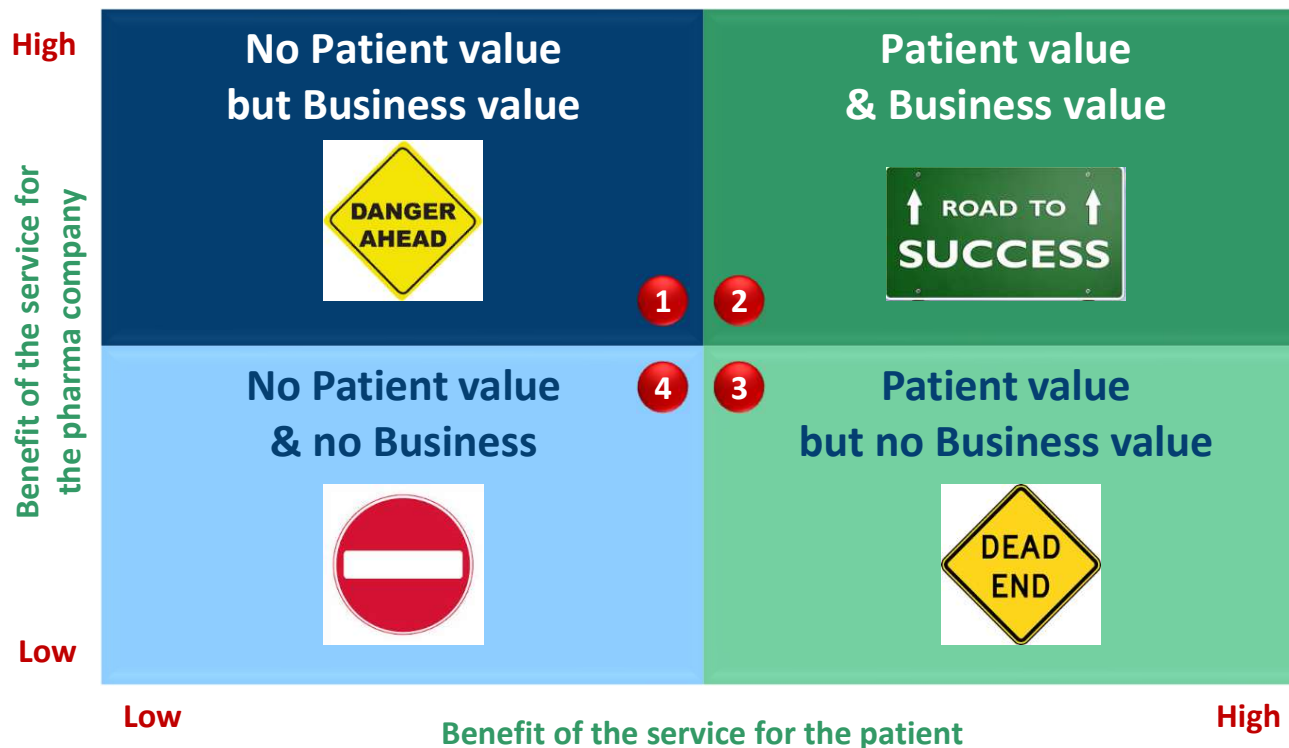 High
No Patient value
but Business value
DANGER
AHEAD
1
Patient value
& Business value
ROAD TO
SUCCESS
2
Benefit of the service for
the pharma company
No Patient value
& no Business
4
Patient value
but no Business value
3
DEAD
END
Low
Low
Benefit of the service for the patient
High